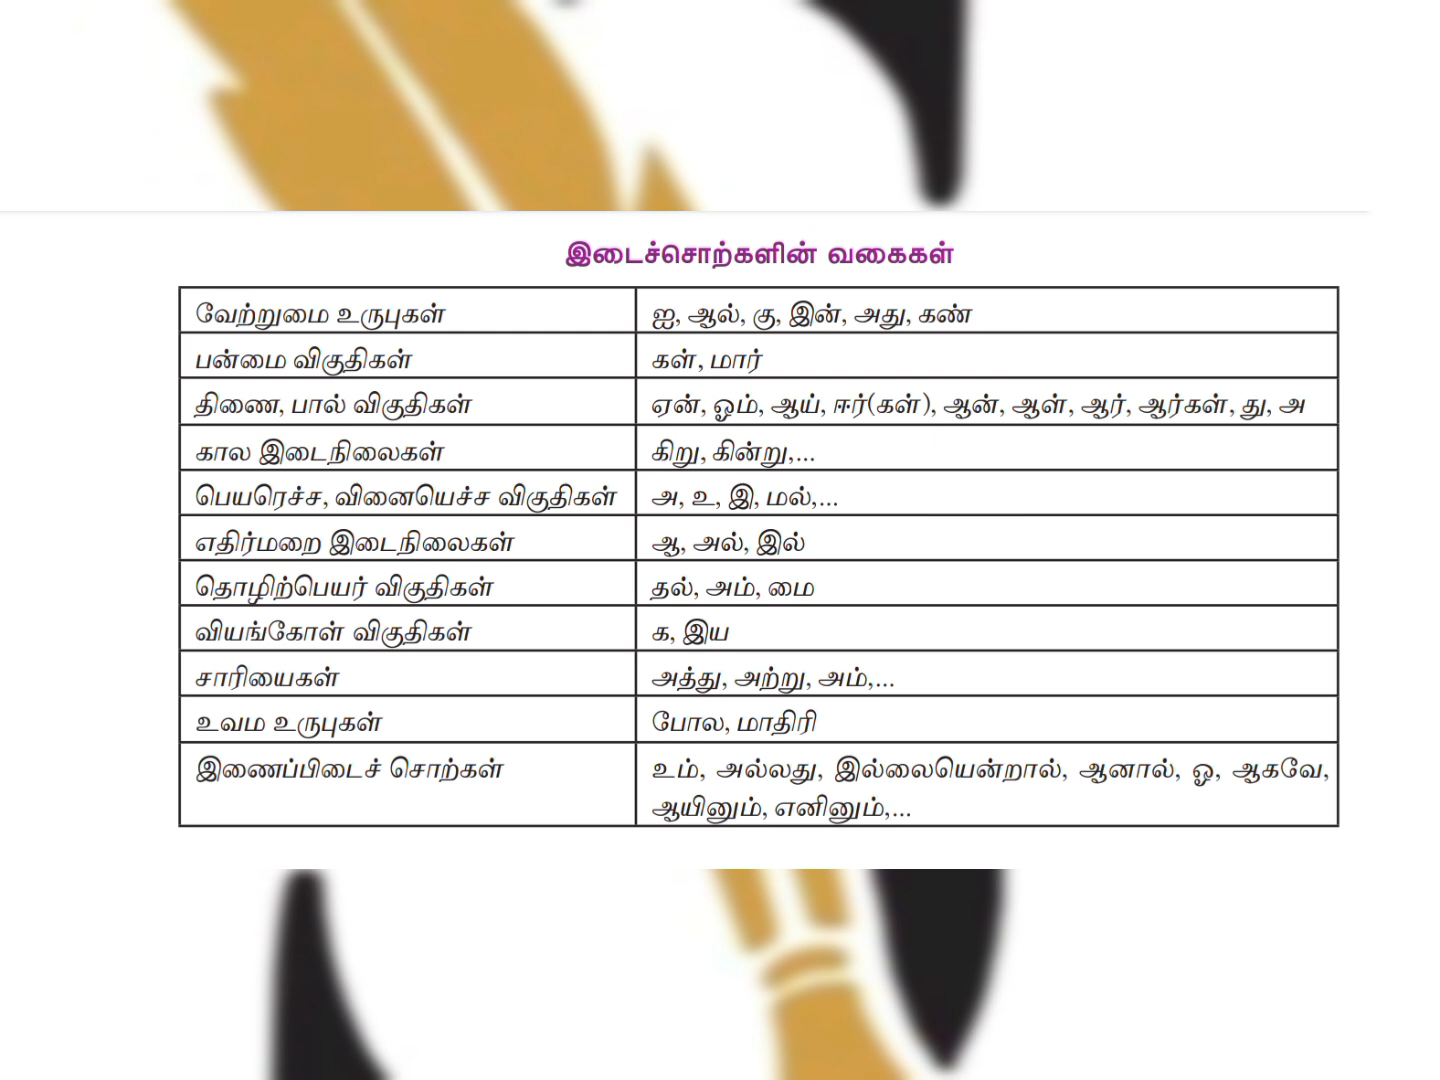 இடைச்சொற்களின் வகைகள்
வேற்றுமை உருபுகள் ஐ, ஆல், கு, இன், அது, கண்
பன்மை விகுதிகள் கள், மார்
திணை, பால் விகுதிகள் ஏன், ஓம், ஆய், ஈர்(கள்), ஆன், ஆள், ஆர், ஆர்கள், து, அ
கால இடைநிலைகள் கிறு, கின்று,...
பெயரெச்ச, வினையெச்ச விகுதிகள் அ, உ, இ, மல்,...
எதிர்மறை இடைநிலைகள் ஆ, அல், இல்
தொழிற்பெயர் விகுதிகள் தல், அம், மை
வியங்கோள் விகுதிகள் க, இய
சாரியைகள் அத்து, அற்று, அம்,...
உவம உருபுகள் போல, மாதிரி
இணைப்பிடைச் சொற்கள் உம், அல்லது, இல்லையென்றால், ஆனால், ஓ, ஆகவே,
ஆயினும், எனினும்,...